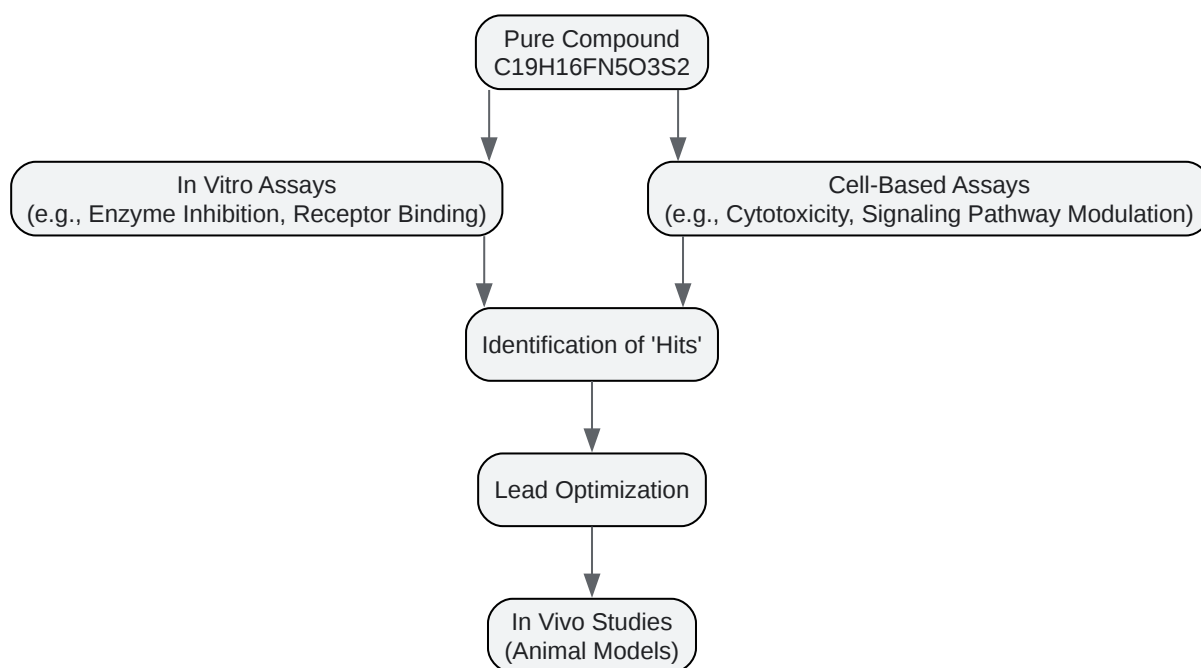 Pure Compound
C19H16FN5O3S2
In Vitro Assays
(e.g., Enzyme Inhibition, Receptor Binding)
Cell-Based Assays
(e.g., Cytotoxicity, Signaling Pathway Modulation)
Identification of 'Hits'
Lead Optimization
In Vivo Studies
(Animal Models)